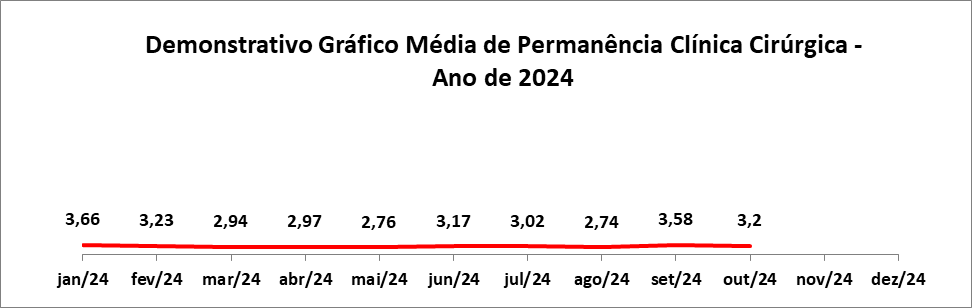 Demonstrativo Gráfico Média de Permanência Clínica Cirúrgica -
Ano de 2024
3,66 3,23 2,94 2,97 2,76 3,17 3,02 2,74 3,58 3,2
jan/24 fev/24 mar/24 abr/24 mai/24 jun/24 jul/24 ago/24 set/24 out/24 nov/24 dez/24